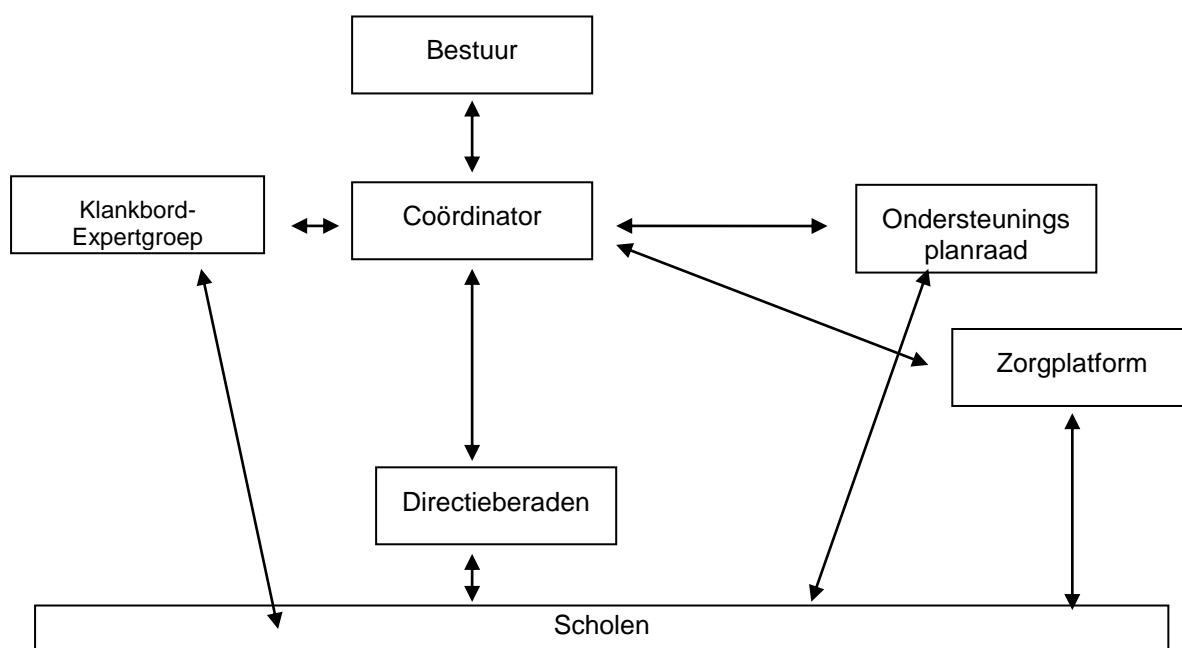 Bestuur
Klankbord-
Expertgroep
Coördinator
Ondersteunings
planraad
Zorgplatform
Directieberaden
Scholen